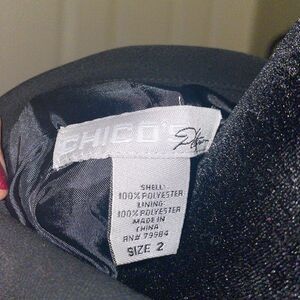 CHICO'S
SHELL:
100% POLYESTER
LINING:
100% POLYESTER
MADE IN
CHINA
RN# 79984
SIZE 2